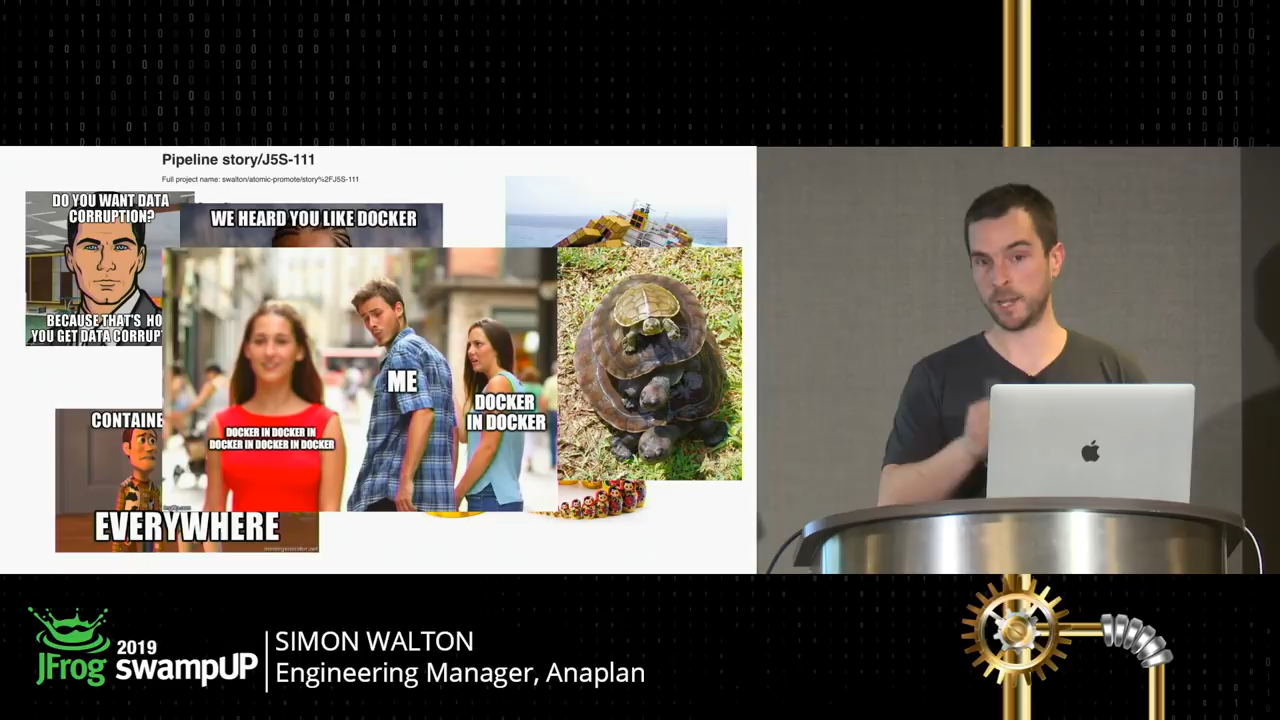 Pipeline story/J5S-111
Full project name: swalton/atomic-promote/story%2FJ5S-111
DO YOU WANT DATA
CORRUPTION?
BECAUSE THAT'S HO
YOU GET DATA CORRUP
WE HEARD YOU LIKE DOCKER
ME
DOCKER
IN DOCKER
DOCKER IN DOCKER IN
DOCKER IN DOCKER IN DOCKER
CONTAINE
EVERYWHERE
JFrog
2019
swampUP
SIMON WALTON
Engineering Manager, Anaplan